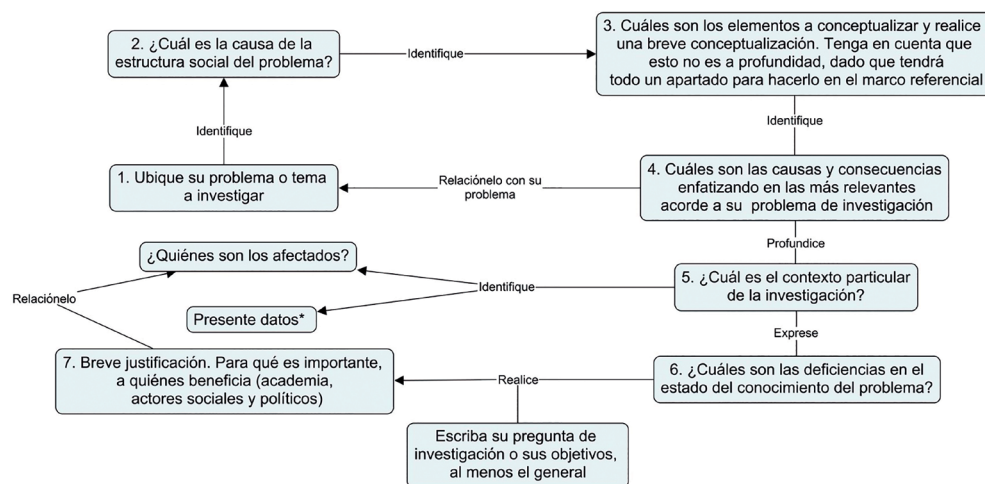 2. ¿Cuál es la causa de la
estructura social del problema?
Identifique
3. Cuáles son los elementos a conceptualizar y realice
una breve conceptualización. Tenga en cuenta que
esto no es a profundidad, dado que tendrá
todo un apartado para hacerlo en el marco referencial
Identifique
Identifique
1. Ubique su problema o tema
a investigar
Relaciónelo con su
problema
4. Cuáles son las causas y consecuencias
enfatizando en las más relevantes
acorde a su problema de investigación
Profundice
¿Quiénes son los afectados?
Identifique
5. ¿Cuál es el contexto particular
de la investigación?
Relaciónelo
Presente datos*
Exprese
7. Breve justificación. Para qué es importante,
a quiénes beneficia (academia,
actores sociales y políticos)
Realice
6. ¿Cuáles son las deficiencias en el
estado del conocimiento del problema?
Escriba su pregunta de
investigación o sus objetivos,
al menos el general